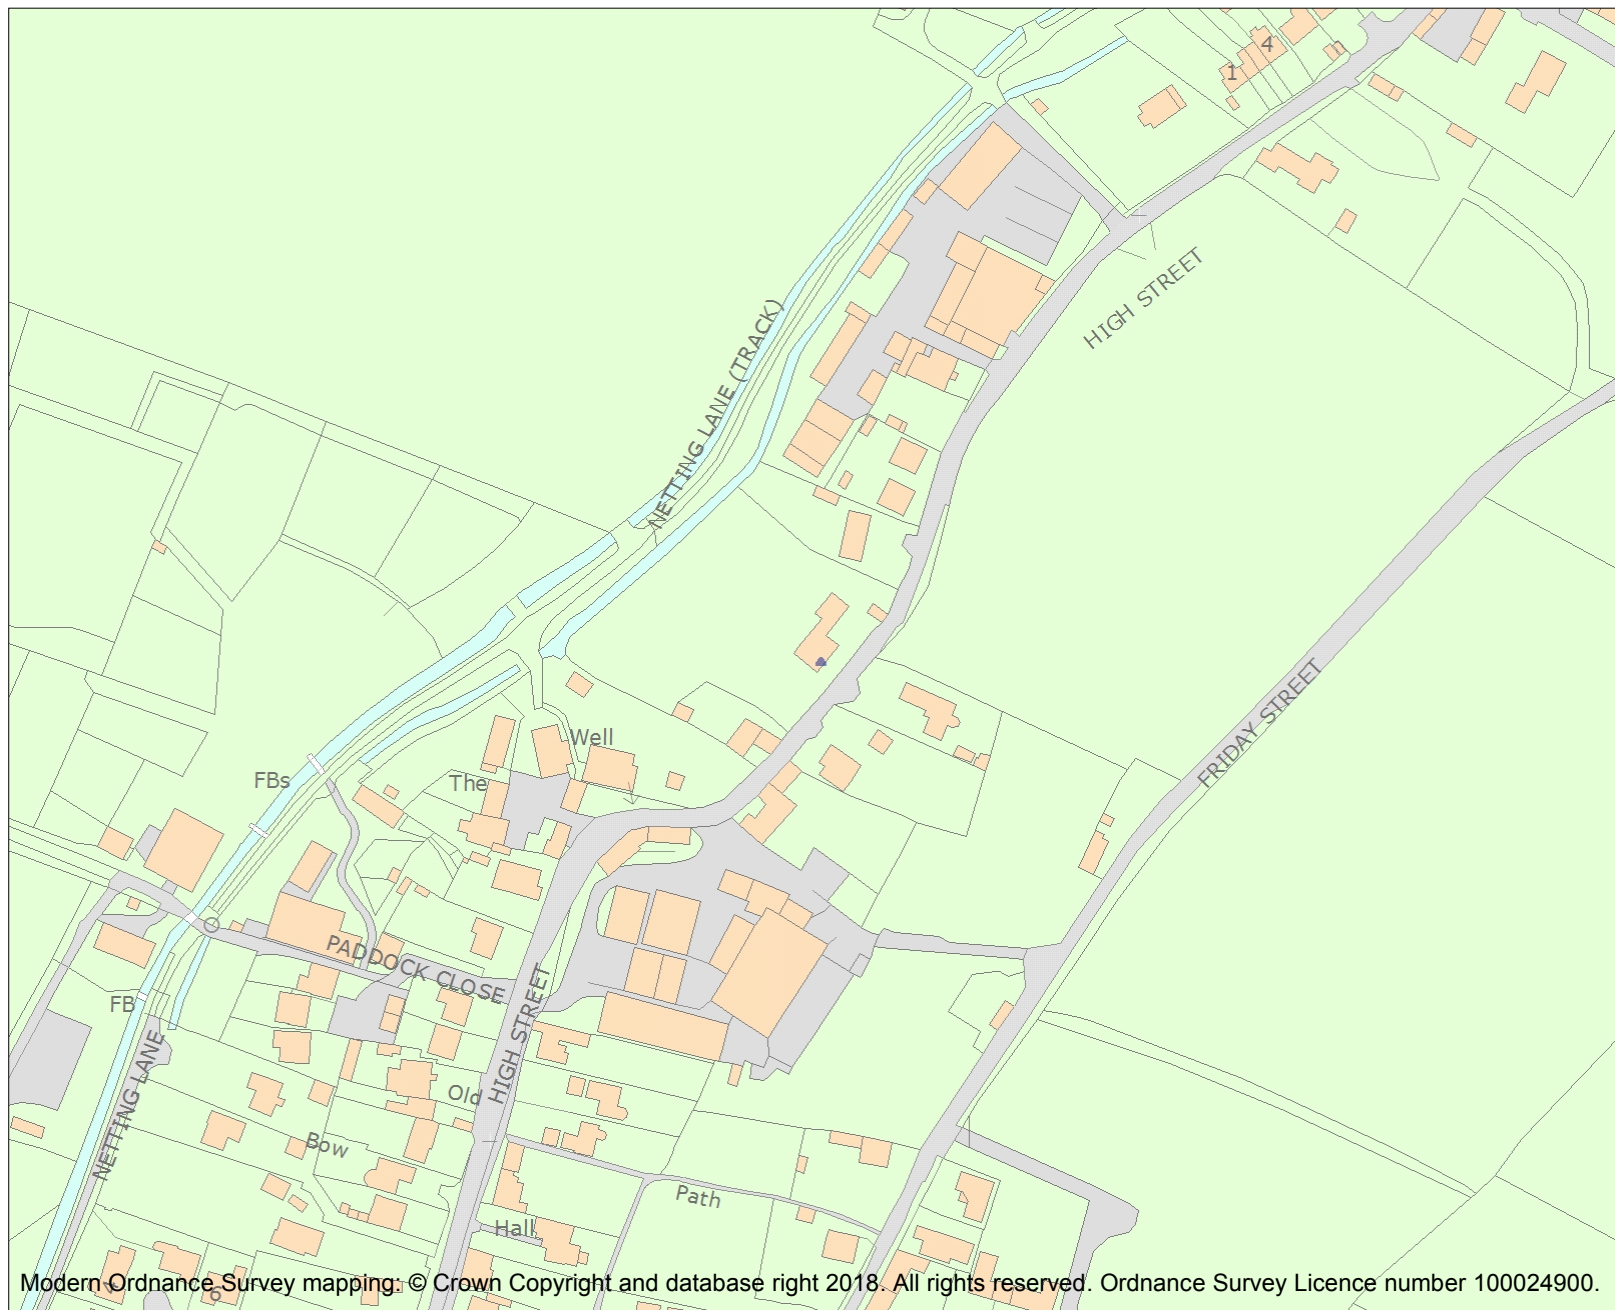 4
1
HIGH STREET
NETTING LANE (TRACK)
FRIDAY STREET
Well
FBs
The
PADDOCK CLOSE
HIGH STREET
FB
NETTING LANE
Old
Bow
Path
Hall
4
6
Modern Ordnance Survey mapping: © Crown Copyright and database right 2018. All rights reserved. Ordnance Survey Licence number 100024900.